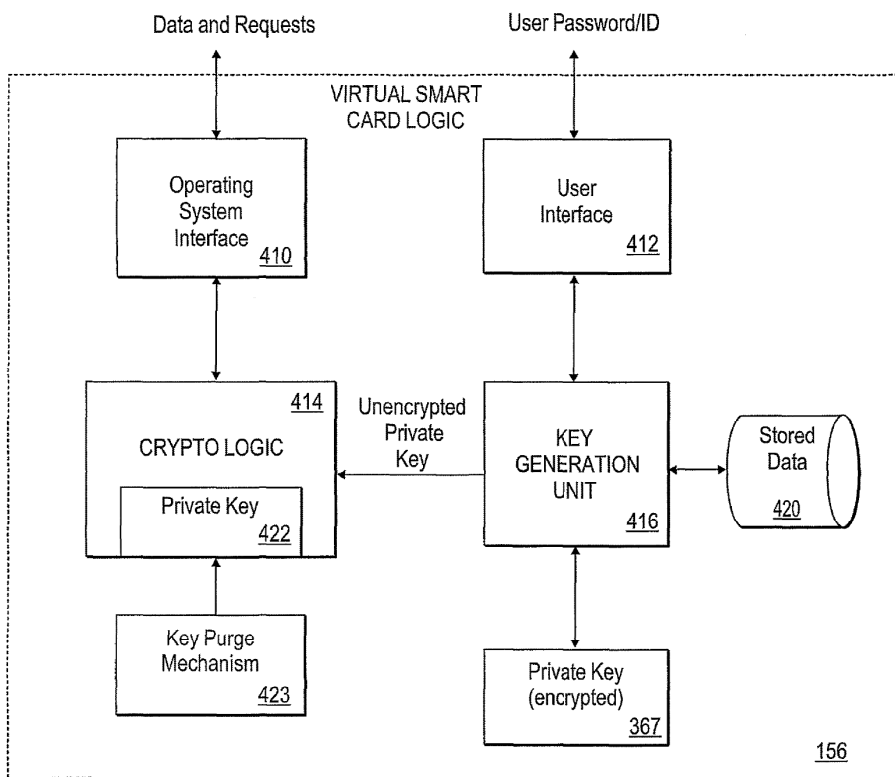 Data and Requests
User Password/ID
VIRTUAL SMART
CARD LOGIC
Operating
System
Interface
410
User
Interface
412
414
CRYPTO LOGIC
Private Key
422
Unencrypted
Private
Key
KEY
GENERATION
UNIT
416
Stored
Data
420
Key Purge
Mechanism
423
Private Key
(encrypted)
367
156